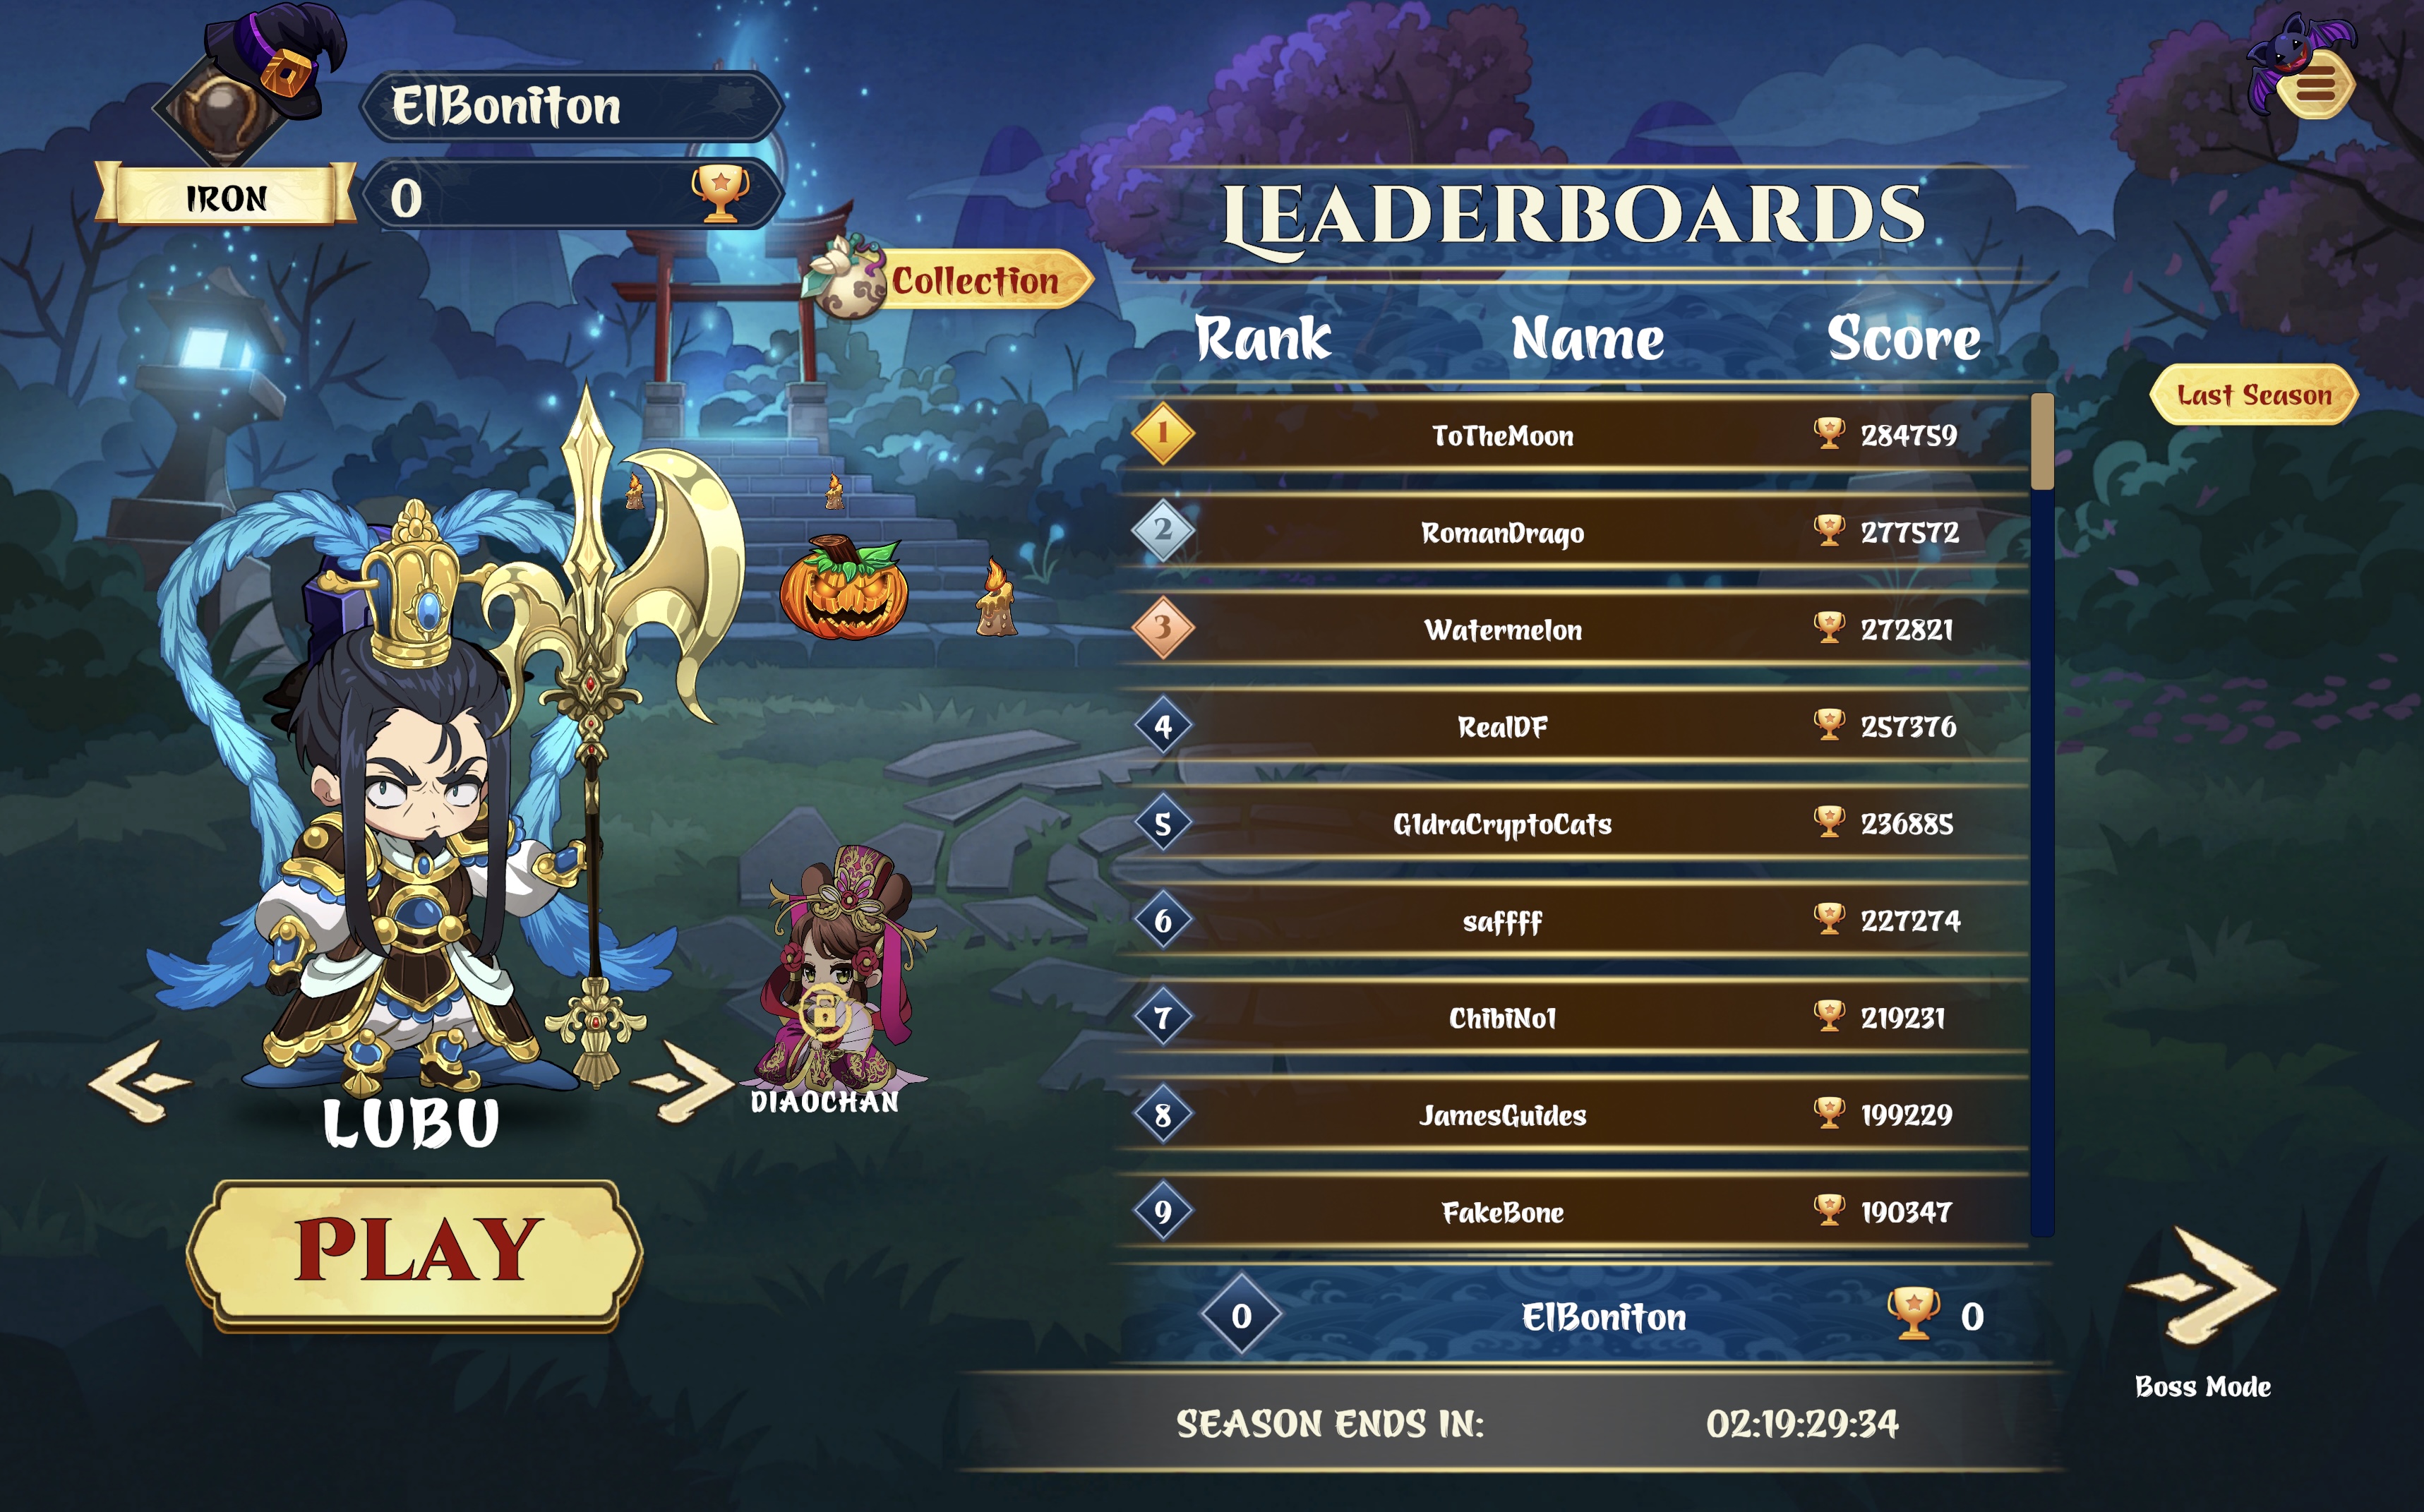 ElBoniton
IRON
0
Collection
LUBU
DIAOCHAN
PLAY
LEADERBOARDS
Rank Name Score
1 ToTheMoon 284759
2 RomanDrago 277572
3 Watermelon 272821
4 RealDF 257376
5 G1draCryptoCats 236885
6 saffff 227274
7 ChibiNo1 219231
8 JamesGuides 199229
9 FakeBone 190347
0 ElBoniton 0
SEASON ENDS IN: 02:19:29:34
Last Season
Boss Mode